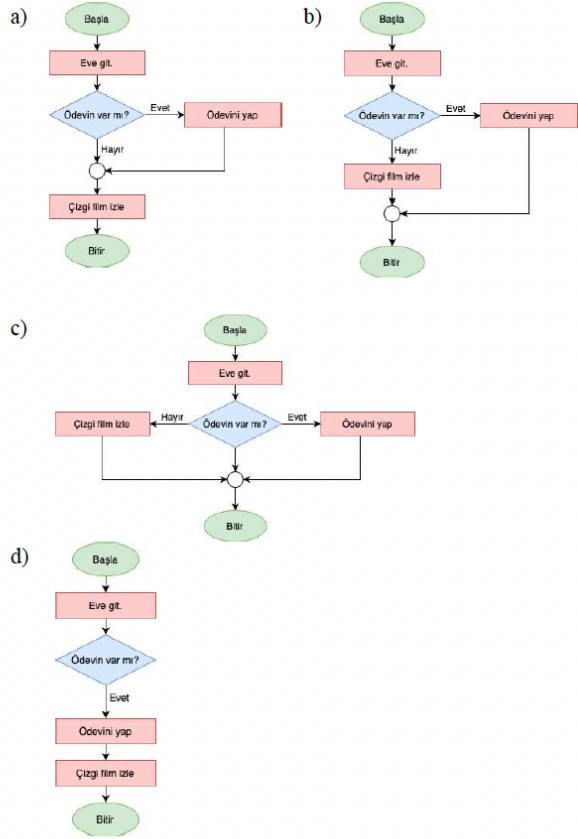 a)
Başla
Eve git.
Ödevin var mı?
Evet
Ödevini yap
Hayır
Çizgi film izle
Bitir
b)
Başla
Eve git.
Ödevin var mı?
Evet
Ödevini yap
Hayır
Çizgi film izle
Bitir
c)
Başla
Eve git.
Çizgi film izle
Hayır
Ödevin var mı?
Evet
Ödevini yap
Bitir
d)
Başla
Eve git.
Ödevin var mı?
Evet
Ödevini yap
Çizgi film izle
Bitir